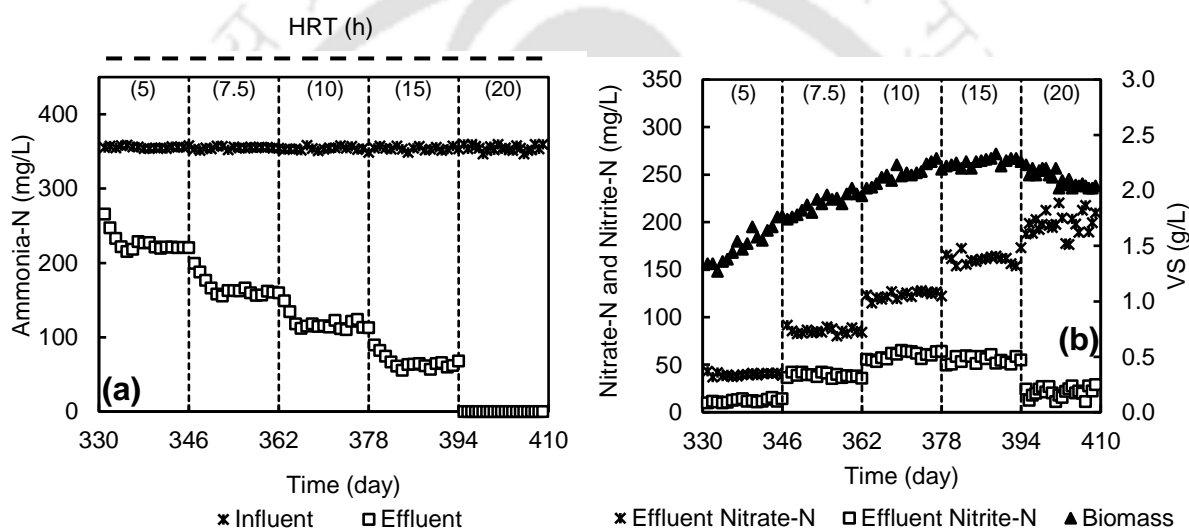 HRT (h)
(5) (7.5) (10) (15) (20)
Ammonia-N (mg/L)
400
300
200
100
0
(a)
330 346 362 378 394 410
Time (day)
Influent Effluent
(5) (7.5) (10) (15) (20)
Nitrate-N and Nitrite-N (mg/L)
350
300
250
200
150
100
50
0
3.0
2.5
2.0
1.5
1.0
0.5
0.0
VS (g/L)
(b)
330 346 362 378 394 410
Time (day)
Effluent Nitrate-N Effluent Nitrite-N Biomass